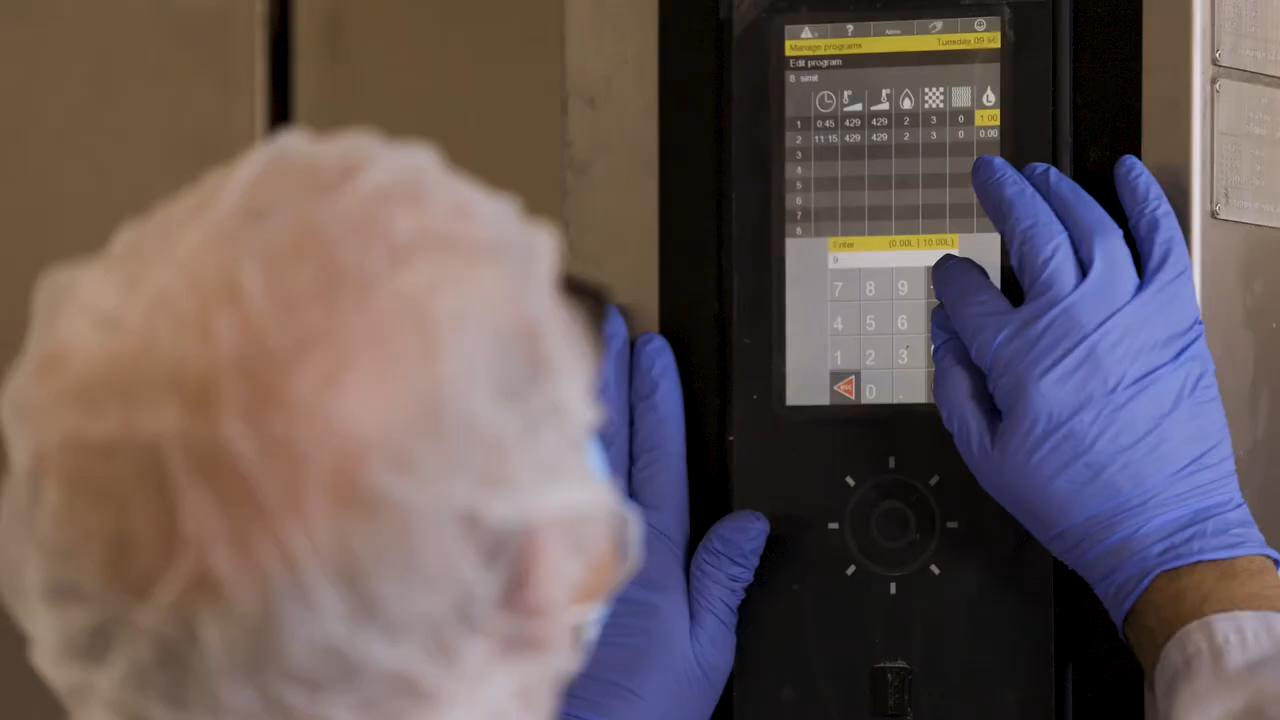 ? Admin
Manage programs Tuesday 09
Edit program
8 simit
1 0:45 429 429 2 3 0 1.00
2 11:15 429 429 2 3 0 0.00
3
4
5
6
7
8
Enter (0.00L | 10.00L)
9
7 8 9
4 5 6
1 2 3
0 .